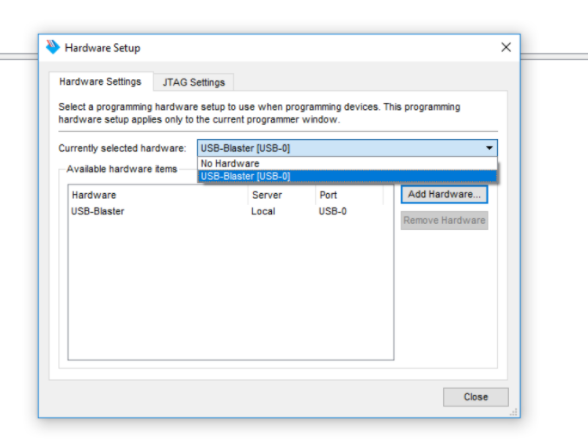 Hardware Setup
Hardware Settings
JTAG Settings
Select a programming hardware setup to use when programming devices. This programming
hardware setup applies only to the current programmer window.
Currently selected hardware:
USB-Blaster [USB-0]
No Hardware
USB-Blaster [USB-0]
Available hardware items
Hardware Server Port
USB-Blaster Local USB-0
Add Hardware...
Remove Hardware
Close